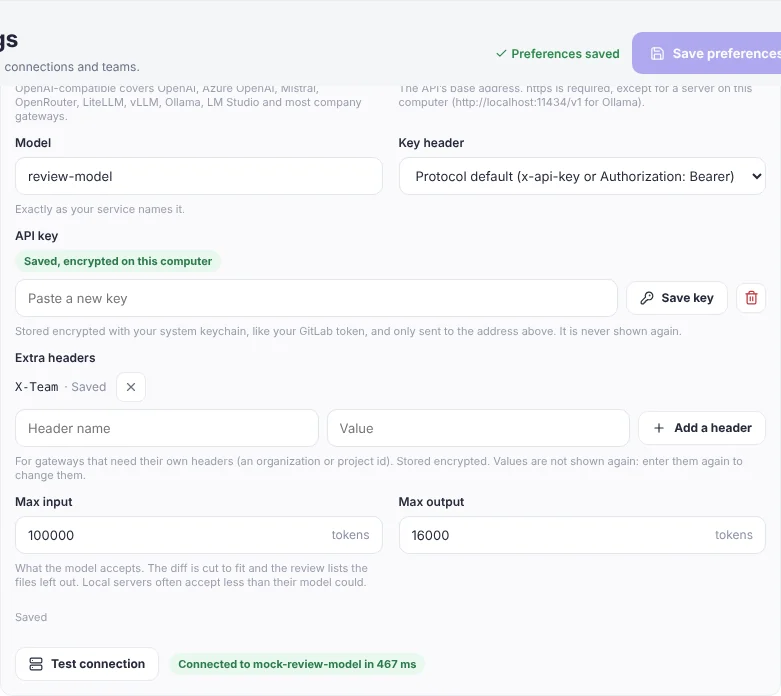 gs
connections and teams.
Preferences saved
Save preferences
OpenAI-compatible covers OpenAI, Azure OpenAI, Mistral,
OpenRouter, LiteLLM, vLLM, Ollama, LM Studio and most company
gateways.
The API's base address. https is required, except for a server on this
computer (http://localhost:11434/v1 for Ollama).
Model
Key header
review-model
Protocol default (x-api-key or Authorization: Bearer)
Exactly as your service names it.
API key
Saved, encrypted on this computer
Paste a new key
Save key
Stored encrypted with your system keychain, like your GitLab token, and only sent to the address above. It is never shown again.
Extra headers
X-Team · Saved
Header name
Value
Add a header
For gateways that need their own headers (an organization or project id). Stored encrypted. Values are not shown again: enter them again to
change them.
Max input
Max output
100000 tokens
16000 tokens
What the model accepts. The diff is cut to fit and the review lists the
files left out. Local servers often accept less than their model could.
Saved
Test connection
Connected to mock-review-model in 467 ms